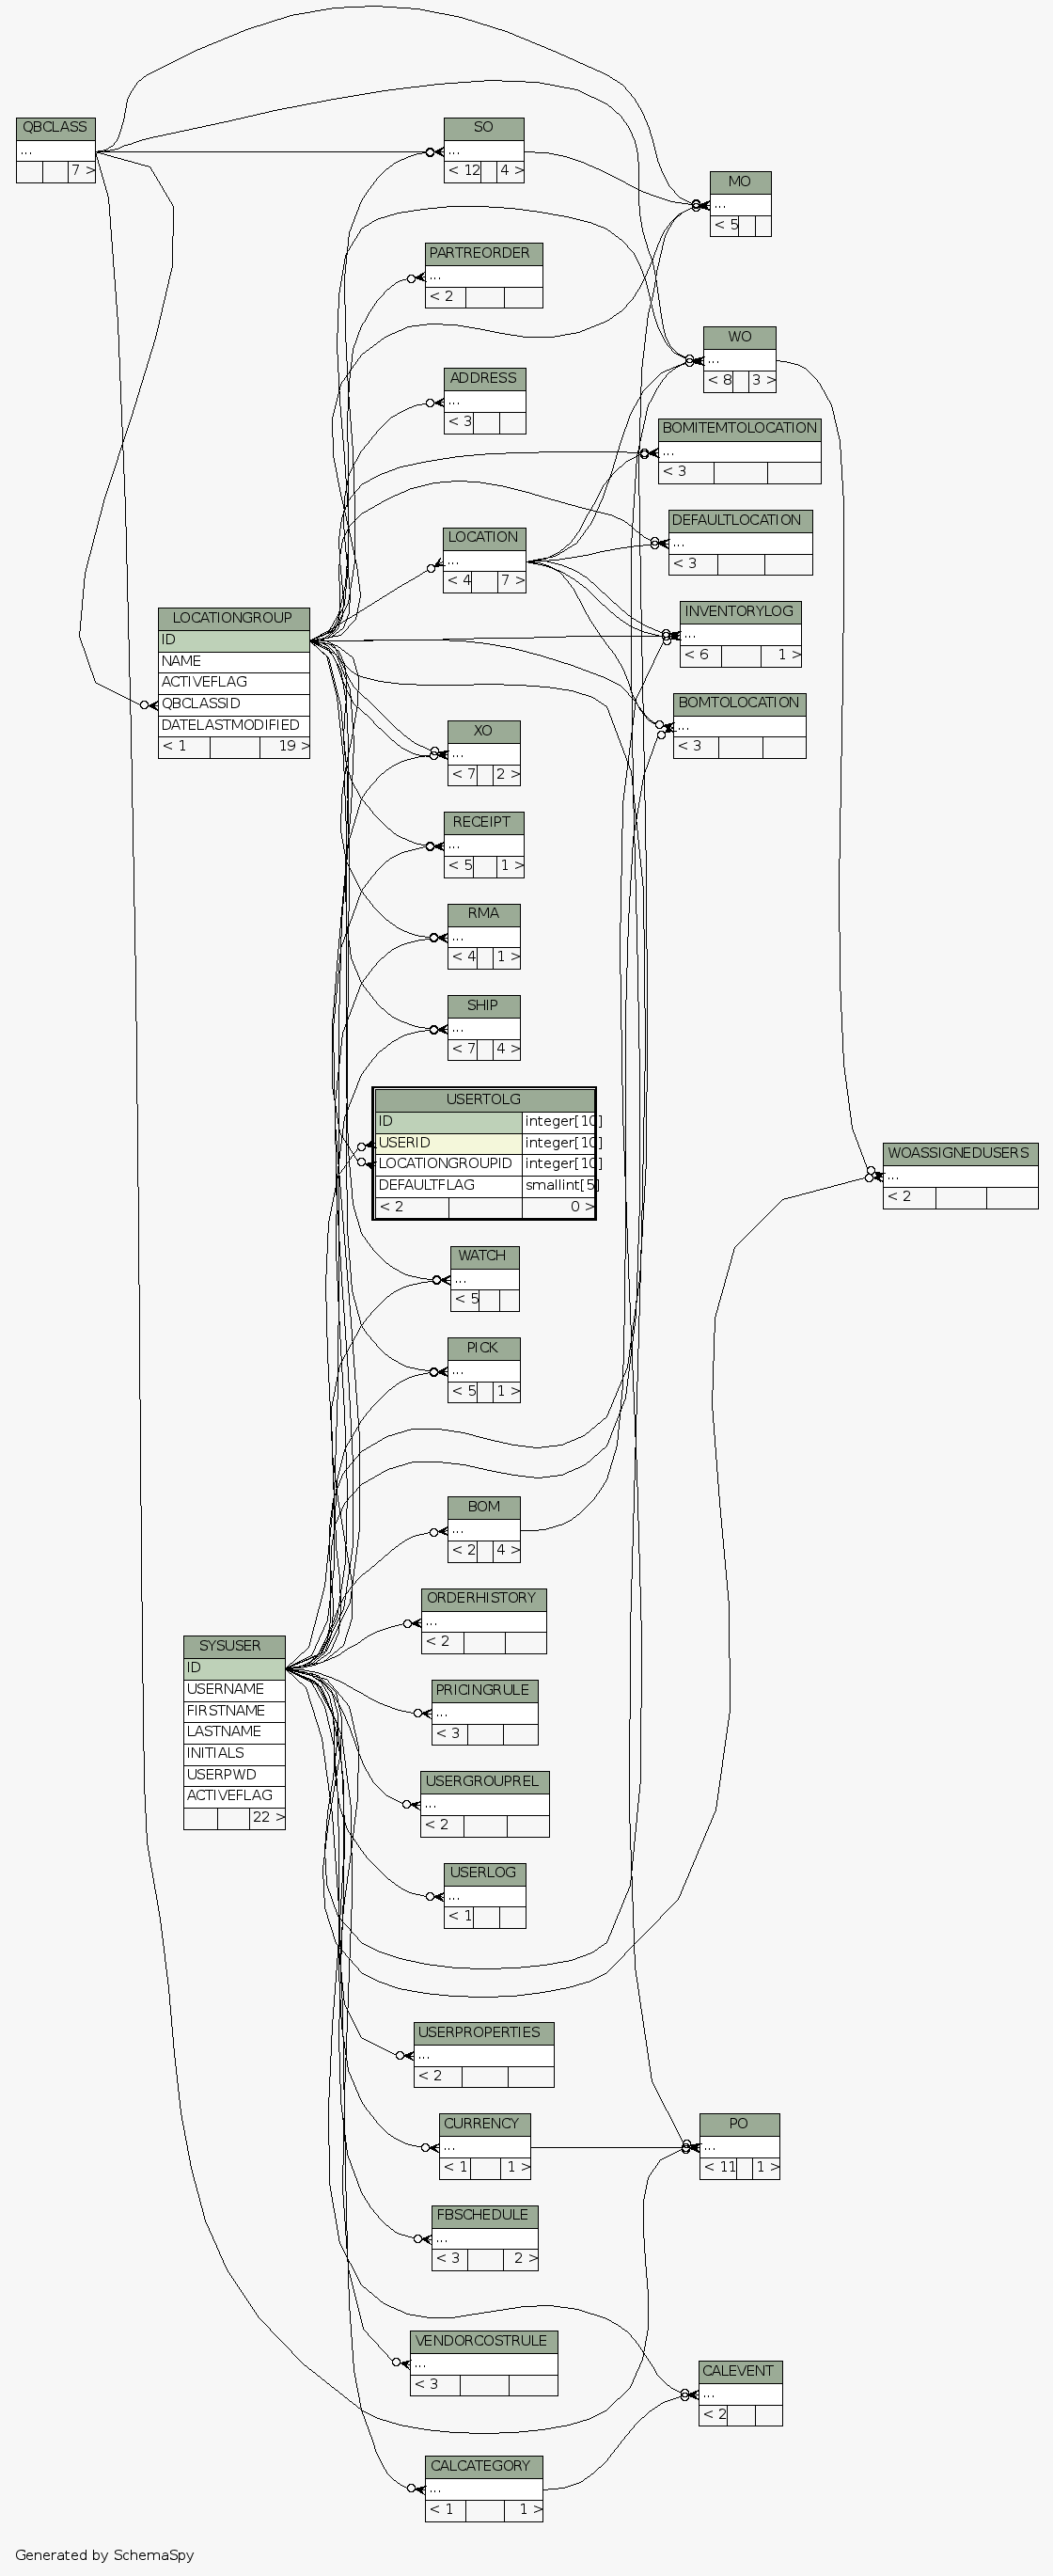 QBCLASS
...
7 >
SO
...
< 12 4 >
MO
...
< 5
PARTREORDER
...
< 2
WO
...
< 8 3 >
ADDRESS
...
< 3
BOMITEMTOLOCATION
...
< 3
DEFAULTLOCATION
...
< 3
LOCATION
...
< 4 7 >
INVENTORYLOG
...
< 6 1 >
LOCATIONGROUP
ID
NAME
ACTIVEFLAG
QBCLASSID
DATELASTMODIFIED
< 1 19 >
BOMTOLOCATION
...
< 3
XO
...
< 7 2 >
RECEIPT
...
< 5 1 >
RMA
...
< 4 1 >
SHIP
...
< 7 4 >
USERTOLG
ID integer[10]
USERID integer[10]
LOCATIONGROUPID integer[10]
DEFAULTFLAG smallint[5]
< 2 0 >
WOASSIGNEDUSERS
...
< 2
WATCH
...
< 5
PICK
...
< 5 1 >
BOM
...
< 2 4 >
ORDERHISTORY
...
< 2
SYSUSER
ID
USERNAME
FIRSTNAME
LASTNAME
INITIALS
USERPWD
ACTIVEFLAG
22 >
PRICINGRULE
...
< 3
USERGROUPREL
...
< 2
USERLOG
...
< 1
USERPROPERTIES
...
< 2
CURRENCY
...
< 1 1 >
PO
...
< 11 1 >
FBSCHEDULE
...
< 3 2 >
VENDORCOSTRULE
...
< 3
CALEVENT
...
< 2
CALCATEGORY
...
< 1 1 >
Generated by SchemaSpy